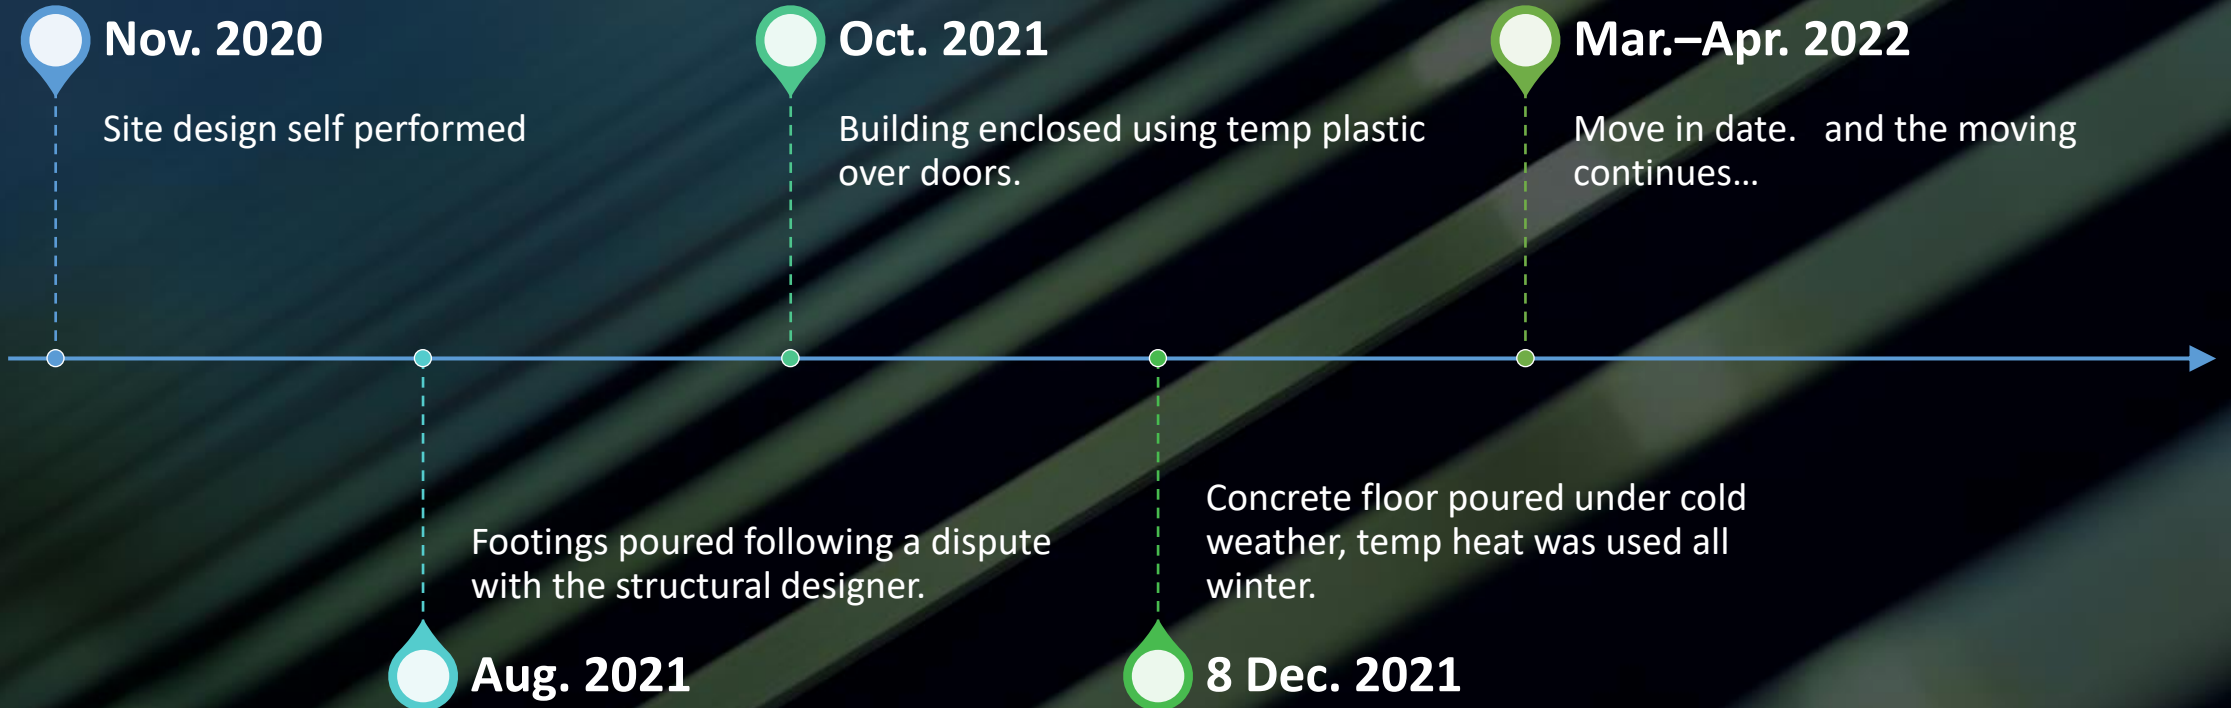 Nov. 2020
Site design self performed
Oct. 2021
Building enclosed using temp plastic
over doors.
Mar.–Apr. 2022
Move in date.   and the moving
continues…
Footings poured following a dispute
with the structural designer.
Aug. 2021
Concrete floor poured under cold
weather, temp heat was used all
winter.
8 Dec. 2021